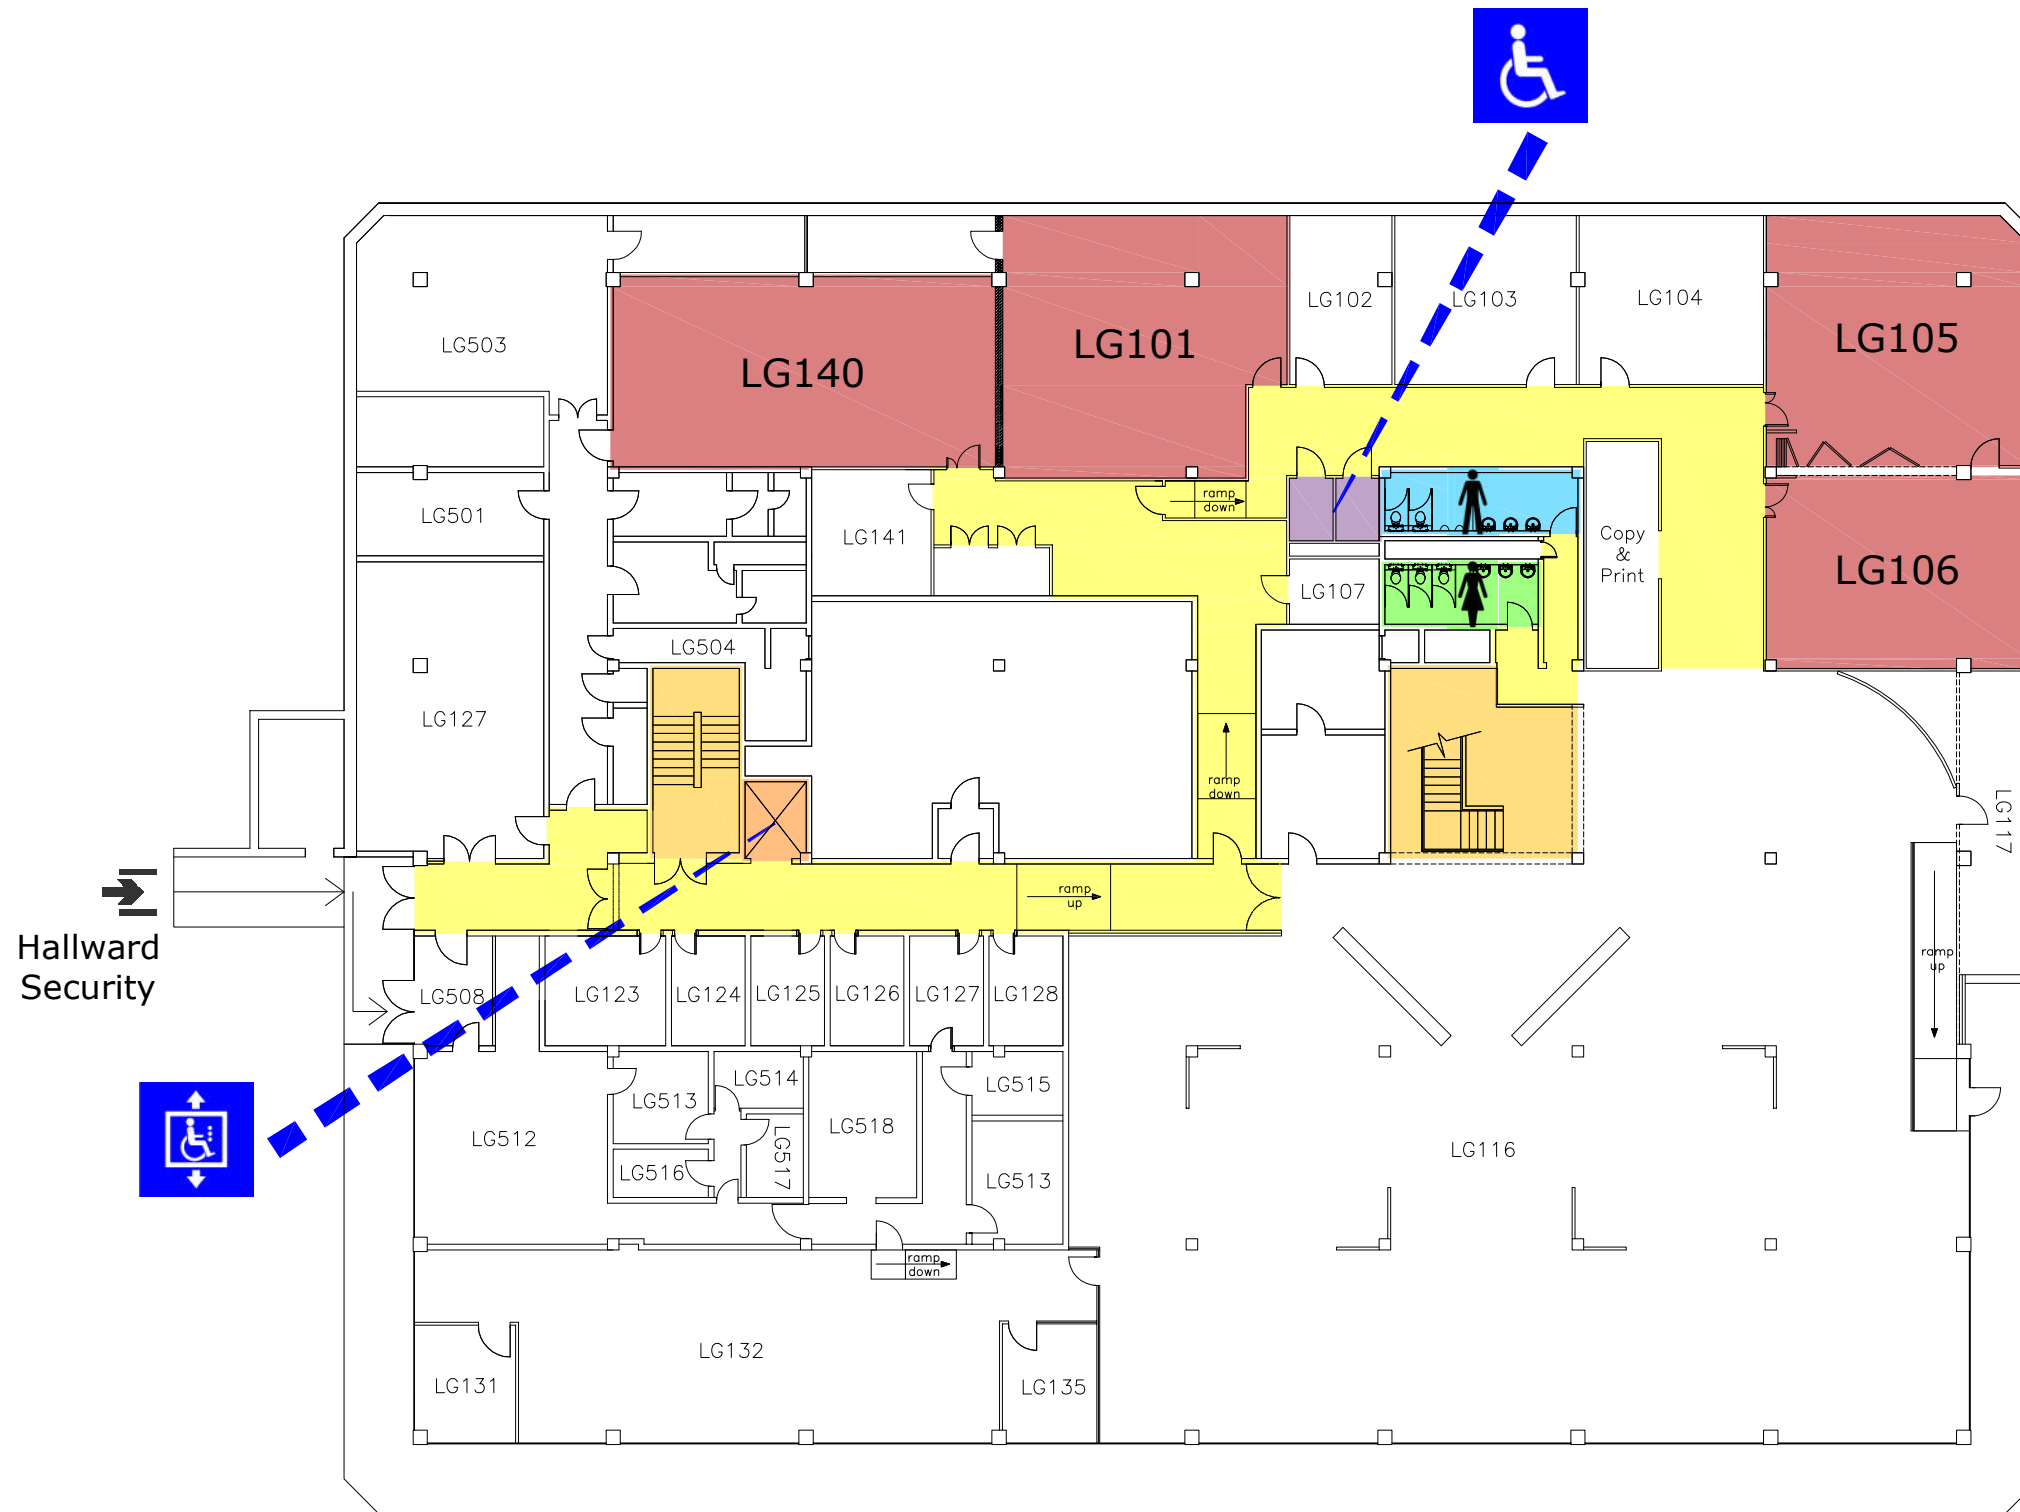 LG102
LG103
LG104
LG101
LG105
LG503
LG140
ramp
down
LG501
LG141
Copy
&
Print
LG106
LG107
LG504
LG127
ramp
down
LG117
ramp
up
Hallward
Security
ramp
up
LG508
LG123
LG124
LG125
LG126
LG127
LG128
LG514
LG515
LG513
LG518
LG512
LG517
LG116
LG516
LG513
ramp
down
LG132
LG131
LG135